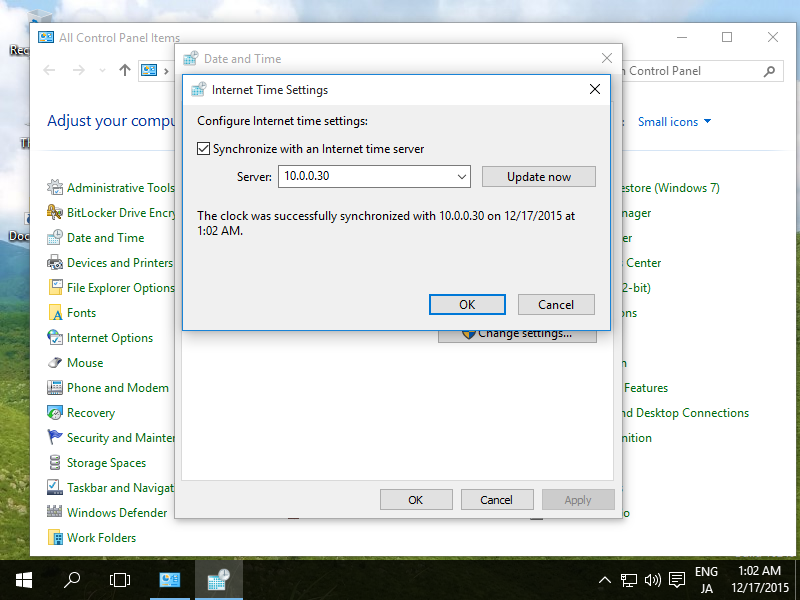 Rec
All Control Panel Items
Date and Time
Control Panel
Internet Time Settings
Configure Internet time settings:
Adjust your compu
Small icons
Synchronize with an Internet time server
Server: 10.0.0.30 Update now
Administrative Tools
estore (Windows 7)
BitLocker Drive Encry
The clock was successfully synchronized with 10.0.0.30 on 12/17/2015 at
1:02 AM.
nager
Doc
Date and Time
er
Devices and Printers
Center
File Explorer Options
2-bit)
OK Cancel
Fonts
ons
Change settings...
Internet Options
Mouse
Phone and Modem
Features
Recovery
nd Desktop Connections
Security and Mainten
nition
Storage Spaces
Taskbar and Navigat
OK Cancel Apply
Windows Defender
Work Folders
ENG
JA
1:02 AM
12/17/2015